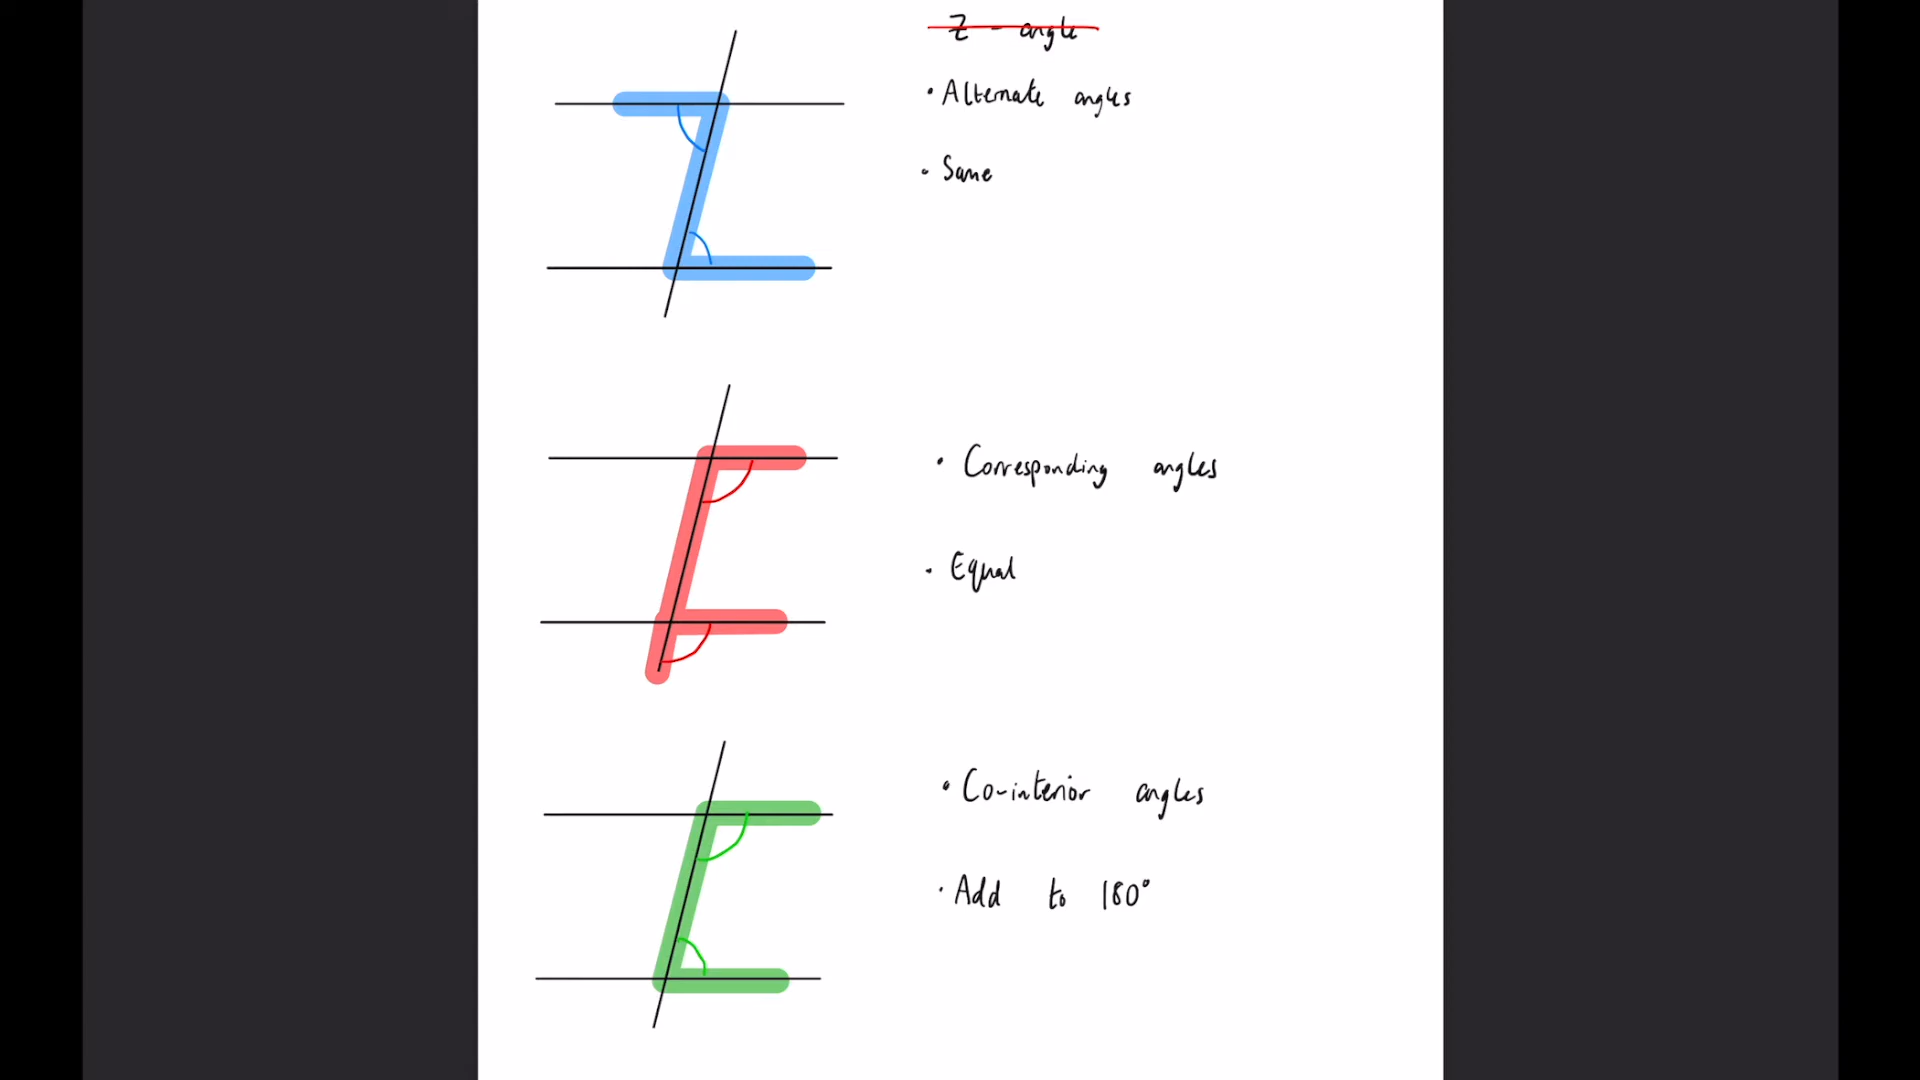 Z - angle
• Alternate angles
• Same
• Corresponding angles
• Equal
• Co-interior angles
• Add to 180°